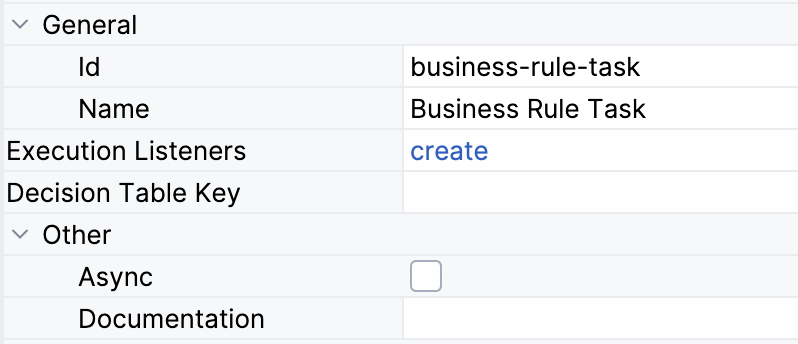 General
Id business-rule-task
Name Business Rule Task
Execution Listeners create
Decision Table Key
Other
Async
Documentation